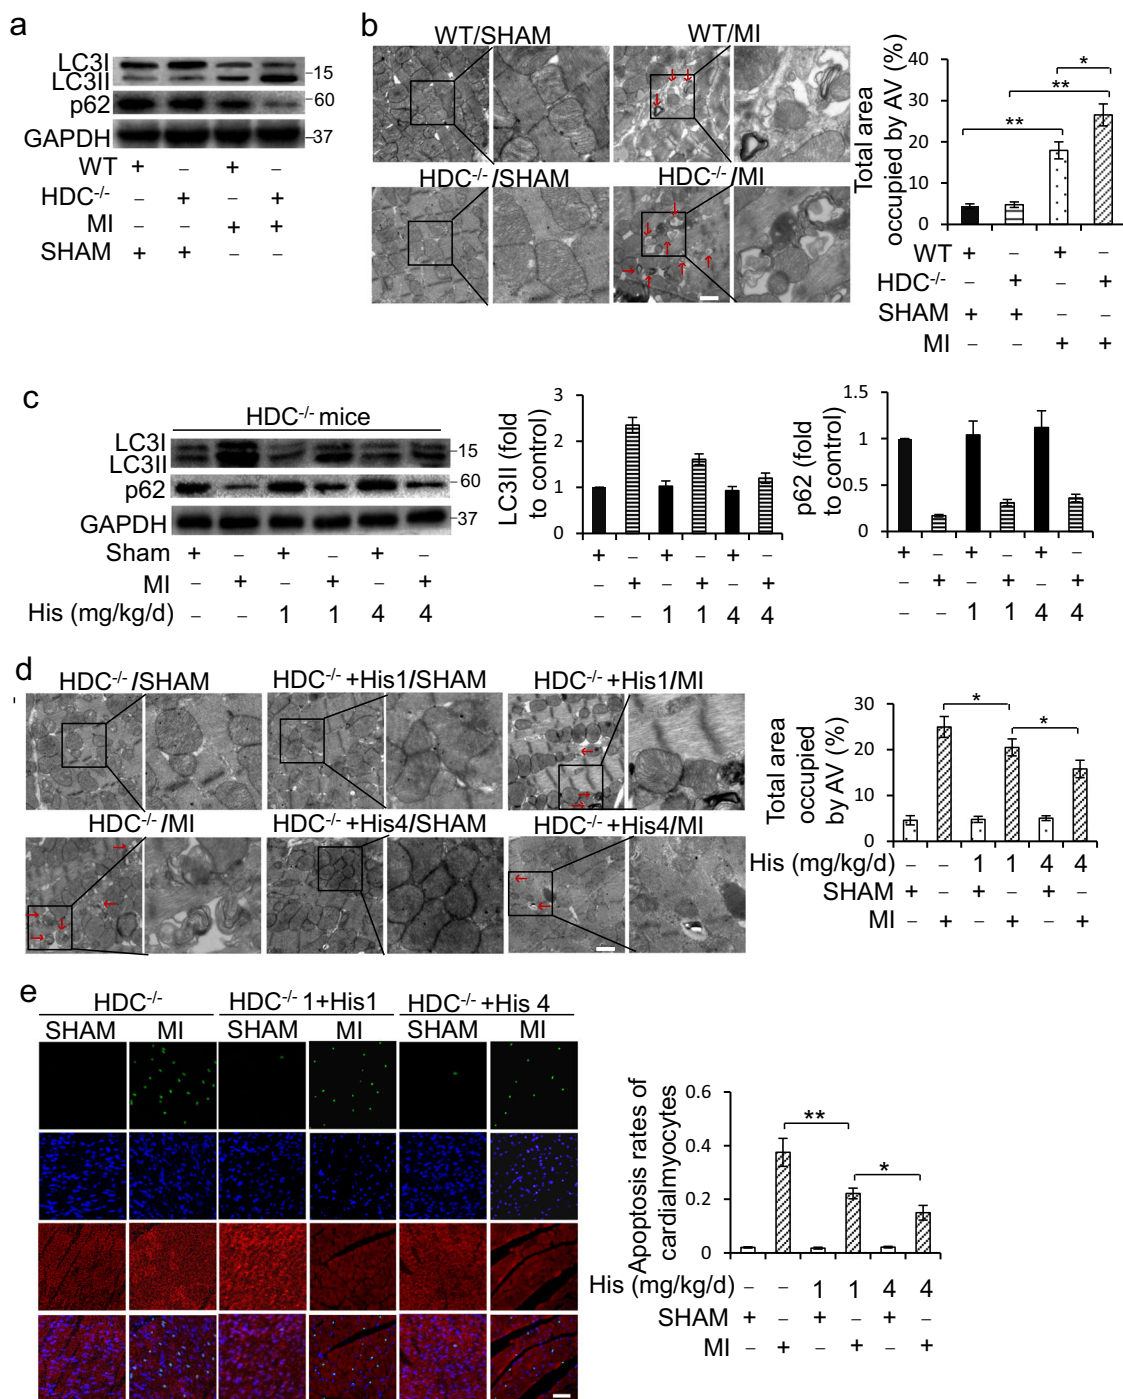 a
LC3I
LC3II
–15
p62
–60
GAPDH
–37
WT + – + –
HDC-/- – + – +
MI – – + +
SHAM + + – –
b
WT/SHAM WT/MI
HDC-/-/SHAM HDC-/-/MI
Total area
occupied by AV (%)
40
30
20
10
0
** ** *
WT + – + –
HDC-/- – + – +
SHAM + + – –
MI – – + +
c
HDC-/- mice
LC3I
LC3II
–15
p62
–60
GAPDH
–37
Sham + – + – + –
MI – + – + – +
His (mg/kg/d) – – 1 1 4 4
LC3II (fold
to control)
3
2
1
0
+ – + – + –
– + – + – +
– – 1 1 4 4
p62 (fold
to control)
1.5
1
0.5
0
+ – + – + –
– + – + – +
– – 1 1 4 4
d
HDC-/-/SHAM HDC-/- +His1/SHAM HDC-/- +His1/MI
HDC-/-/MI HDC-/- +His4/SHAM HDC-/- +His4/MI
Total area
occupied
by AV (%)
30
20
10
0
* *
His (mg/kg/d) – – 1 1 4 4
SHAM + – + – + –
MI – + – + – +
e
HDC-/- HDC-/- 1+His1 HDC-/- +His 4
SHAM MI SHAM MI SHAM MI
Apoptosis rates of
cardialmyocytes
0.6
0.4
0.2
0
** *
His (mg/kg/d) – – 1 1 4 4
SHAM + – + – + –
MI – + – + – +